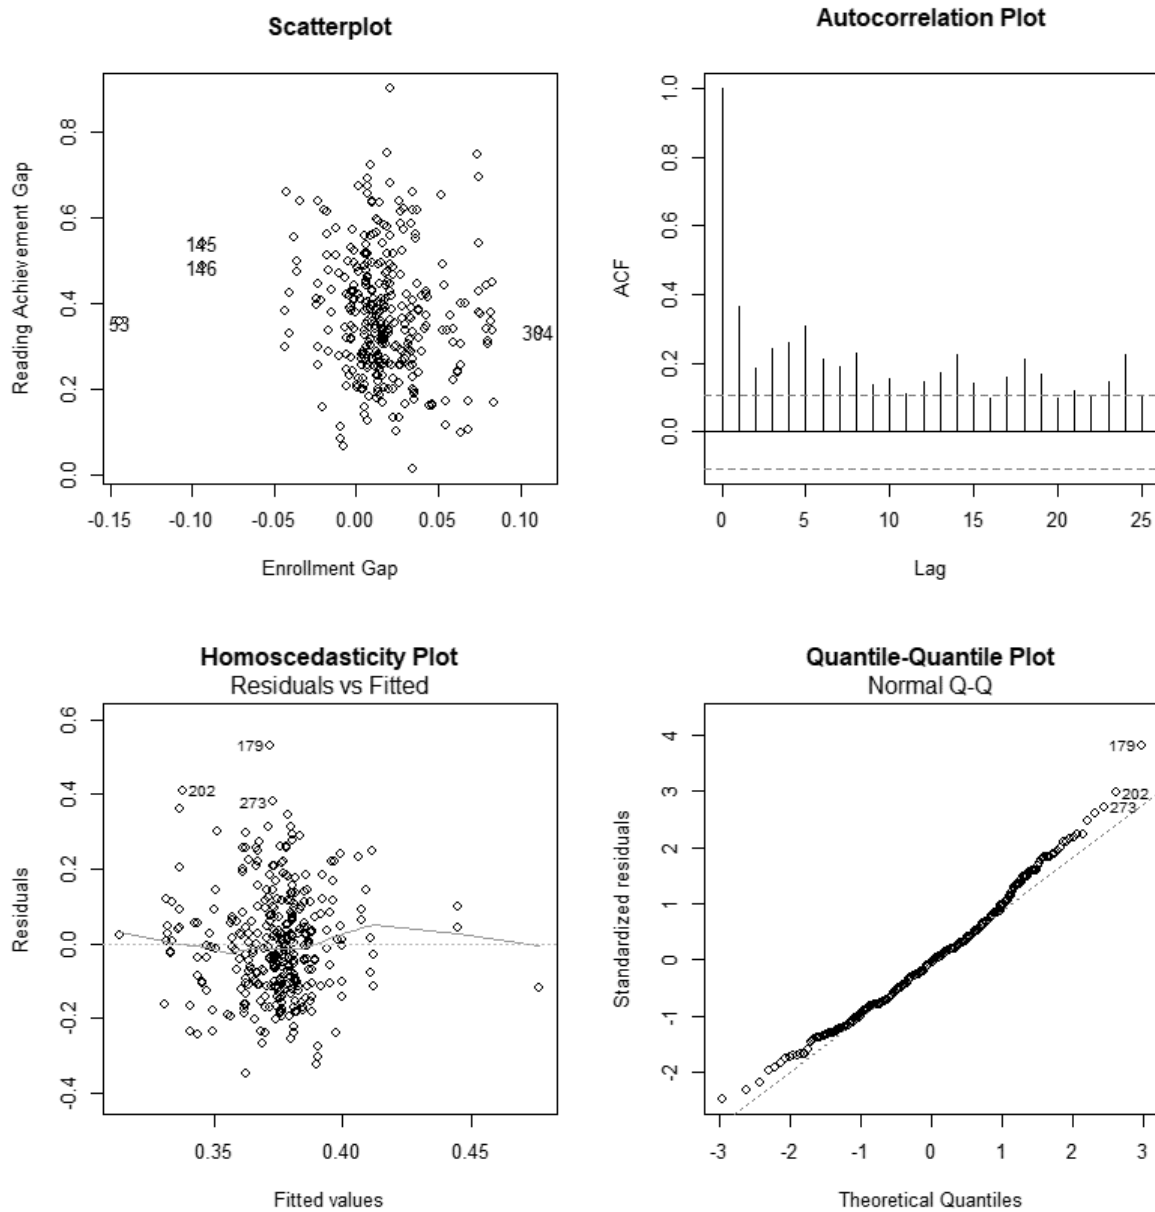 Scatterplot
Reading Achievement Gap
0.8
0.6
0.4
0.2
0.0
145
146
53
304
-0.15 -0.10 -0.05 0.00 0.05 0.10
Enrollment Gap
Autocorrelation Plot
ACF
1.0
0.8
0.6
0.4
0.2
0.0
0 5 10 15 20 25
Lag
Homoscedasticity Plot
Residuals vs Fitted
Residuals
0.6
0.4
0.2
0.0
-0.2
-0.4
179
202
273
0.35 0.40 0.45
Fitted values
Quantile-Quantile Plot
Normal Q-Q
Standardized residuals
4
3
2
1
0
-1
-2
179
202
273
-3 -2 -1 0 1 2 3
Theoretical Quantiles